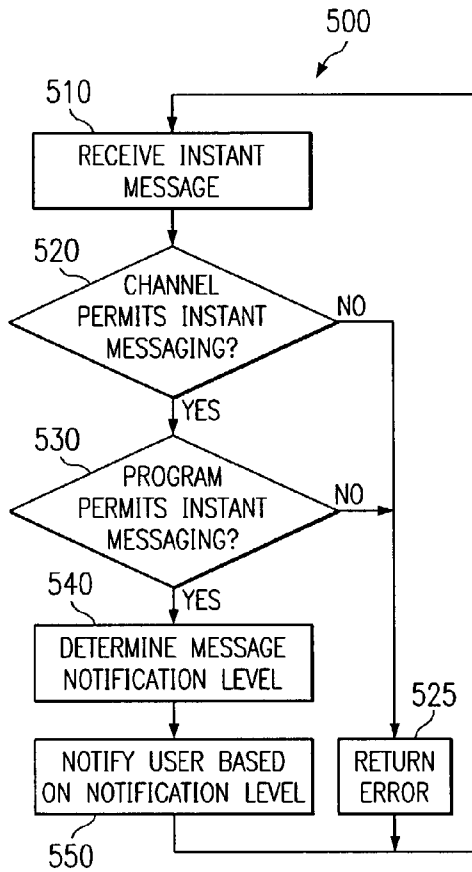 500
510
RECEIVE INSTANT
MESSAGE
520
CHANNEL
PERMITS INSTANT
MESSAGING?
NO
YES
530
PROGRAM
PERMITS INSTANT
MESSAGING?
NO
YES
540
DETERMINE MESSAGE
NOTIFICATION LEVEL
525
NOTIFY USER BASED
ON NOTIFICATION LEVEL
RETURN
ERROR
550